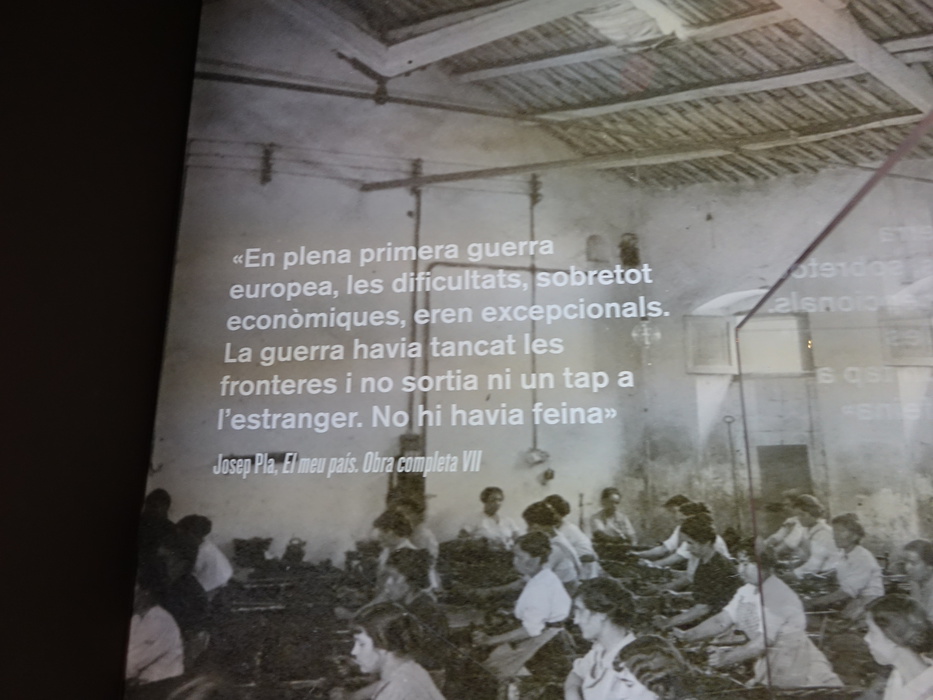 «En plena primera guerra
europea, les dificultats, sobretot
econòmiques, eren excepcionals.
La guerra havia tancat les
fronteres i no sortia ni un tap a
l'estranger. No hi havia feina»
Josep Pla, El meu país. Obra completa VII